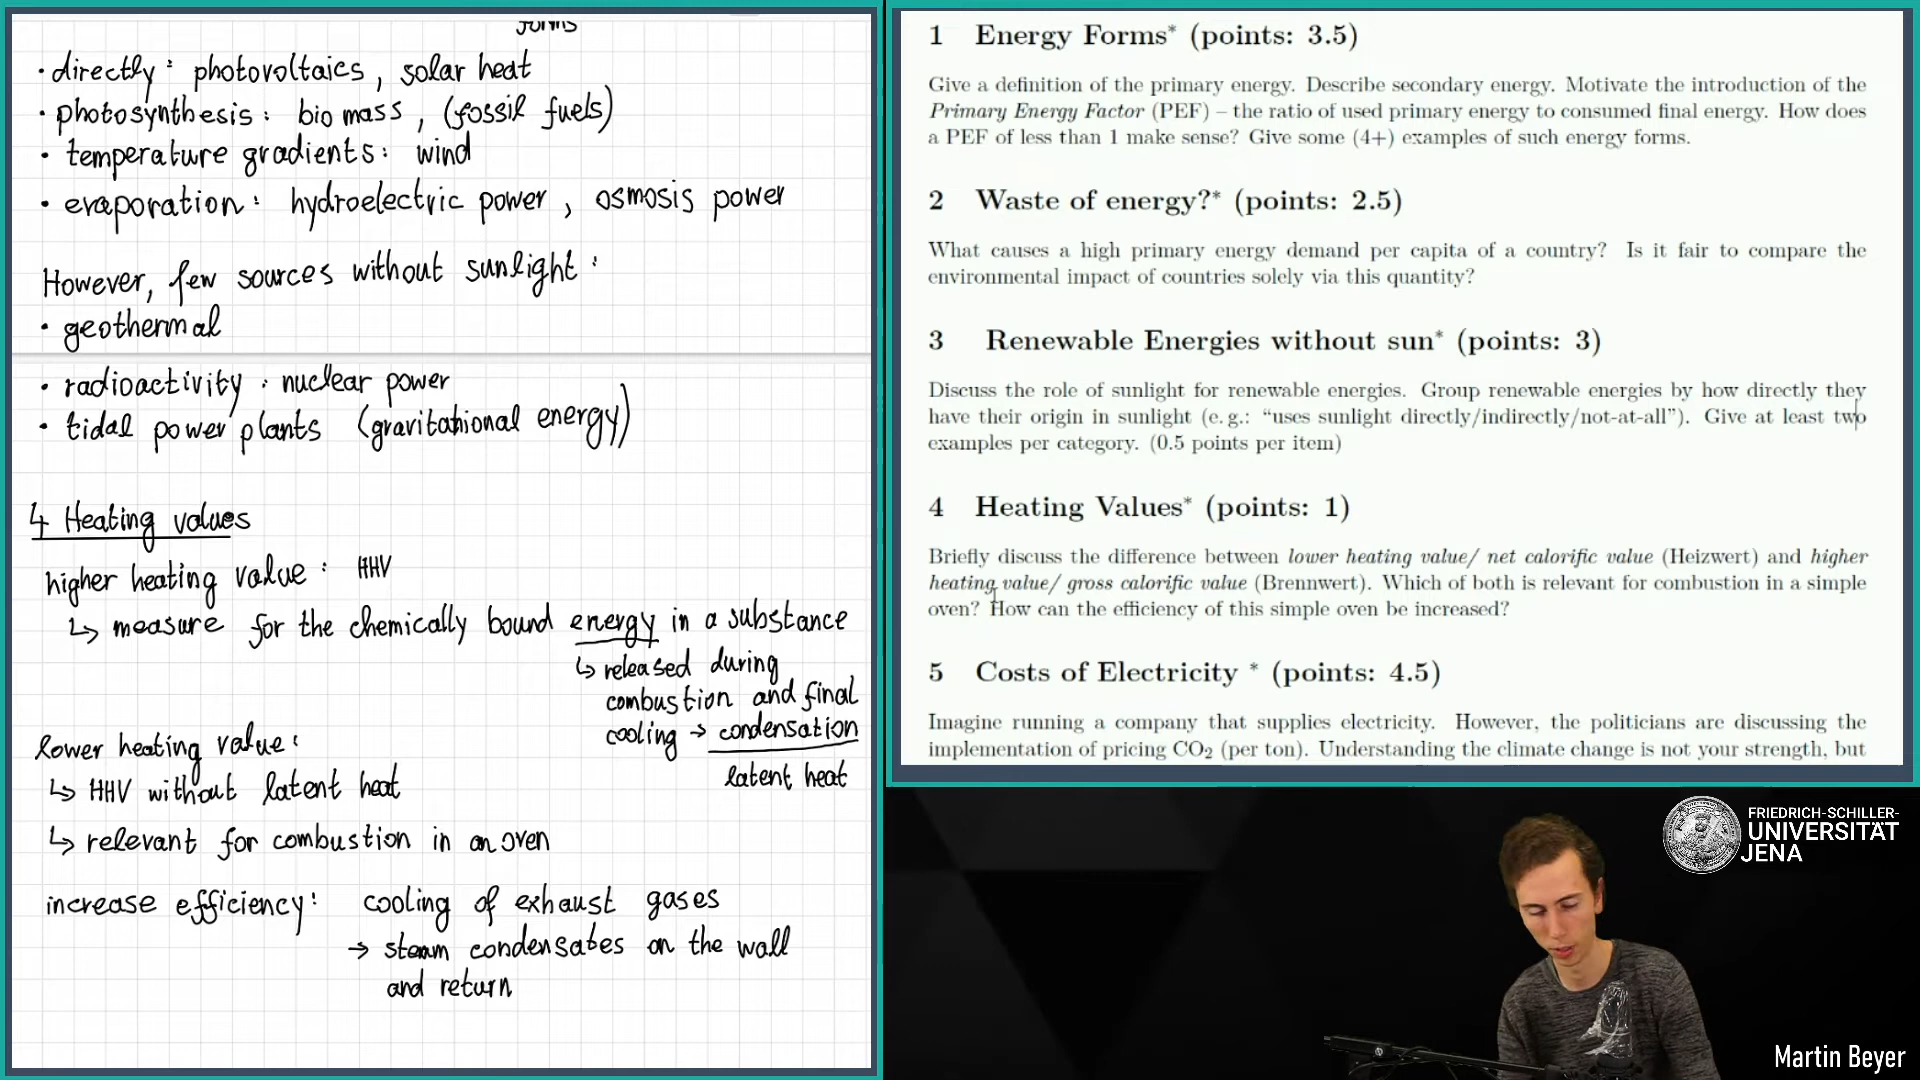 forms
• directly : photovoltaics , solar heat
• photosynthesis : bio mass , (fossil fuels)
• temperature gradients : wind
• evaporation : hydroelectric power , osmosis power
However, few sources without sunlight :
• geothermal
• radioactivity : nuclear power
• tidal power plants (gravitational energy)
4 Heating values
higher heating value : HHV
↳ measure for the chemically bound energy in a substance
↳ released during
combustion and final
cooling → condensation
latent heat
lower heating value :
↳ HHV without latent heat
↳ relevant for combustion in an oven
increase efficiency : cooling of exhaust gases
→ steam condensates on the wall
and return
1 Energy Forms* (points: 3.5)
Give a definition of the primary energy. Describe secondary energy. Motivate the introduction of the
Primary Energy Factor (PEF) – the ratio of used primary energy to consumed final energy. How does
a PEF of less than 1 make sense? Give some (4+) examples of such energy forms.
2 Waste of energy?* (points: 2.5)
What causes a high primary energy demand per capita of a country? Is it fair to compare the
environmental impact of countries solely via this quantity?
3 Renewable Energies without sun* (points: 3)
Discuss the role of sunlight for renewable energies. Group renewable energies by how directly they
have their origin in sunlight (e. g.: “uses sunlight directly/indirectly/not-at-all”). Give at least two
examples per category. (0.5 points per item)
4 Heating Values* (points: 1)
Briefly discuss the difference between lower heating value/ net calorific value (Heizwert) and higher
heating value/ gross calorific value (Brennwert). Which of both is relevant for combustion in a simple
oven? How can the efficiency of this simple oven be increased?
5 Costs of Electricity * (points: 4.5)
Imagine running a company that supplies electricity. However, the politicians are discussing the
implementation of pricing CO₂ (per ton). Understanding the climate change is not your strength, but
FRIEDRICH-SCHILLER-
UNIVERSITÄT
JENA
Martin Beyer